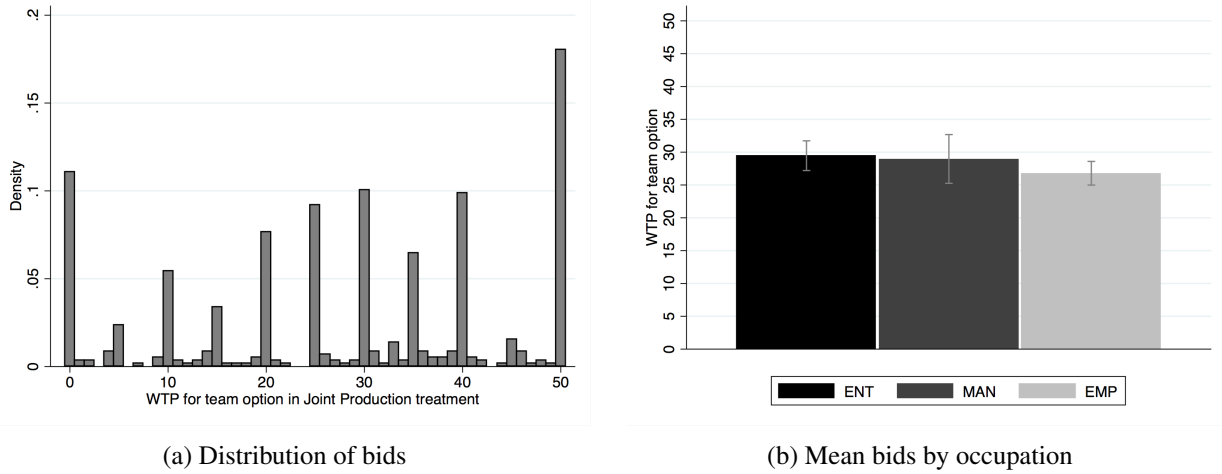 .2
.15
.1
.05
0
Density
0 10 20 30 40 50
WTP for team option in Joint Production treatment
(a) Distribution of bids
50
45
40
35
30
25
20
15
10
5
0
WTP for team option
ENT MAN EMP
(b) Mean bids by occupation